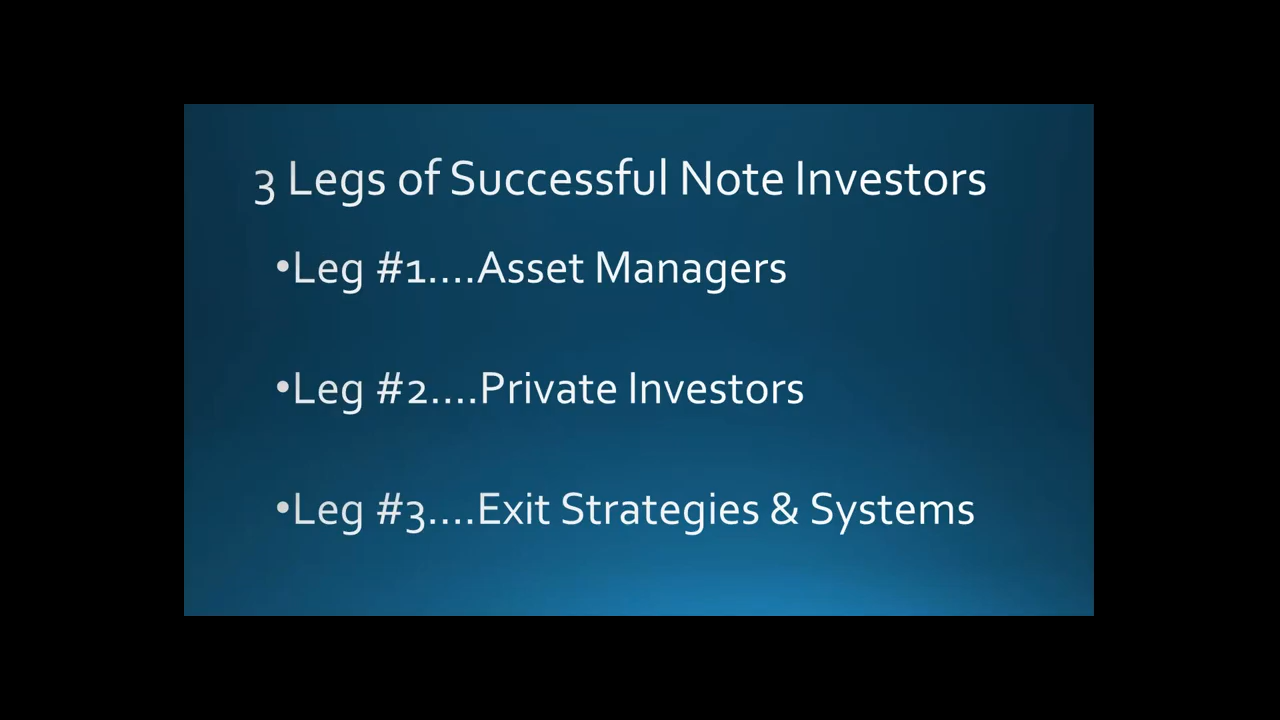 3 Legs of Successful Note Investors
•Leg #1....Asset Managers
•Leg #2....Private Investors
•Leg #3....Exit Strategies & Systems